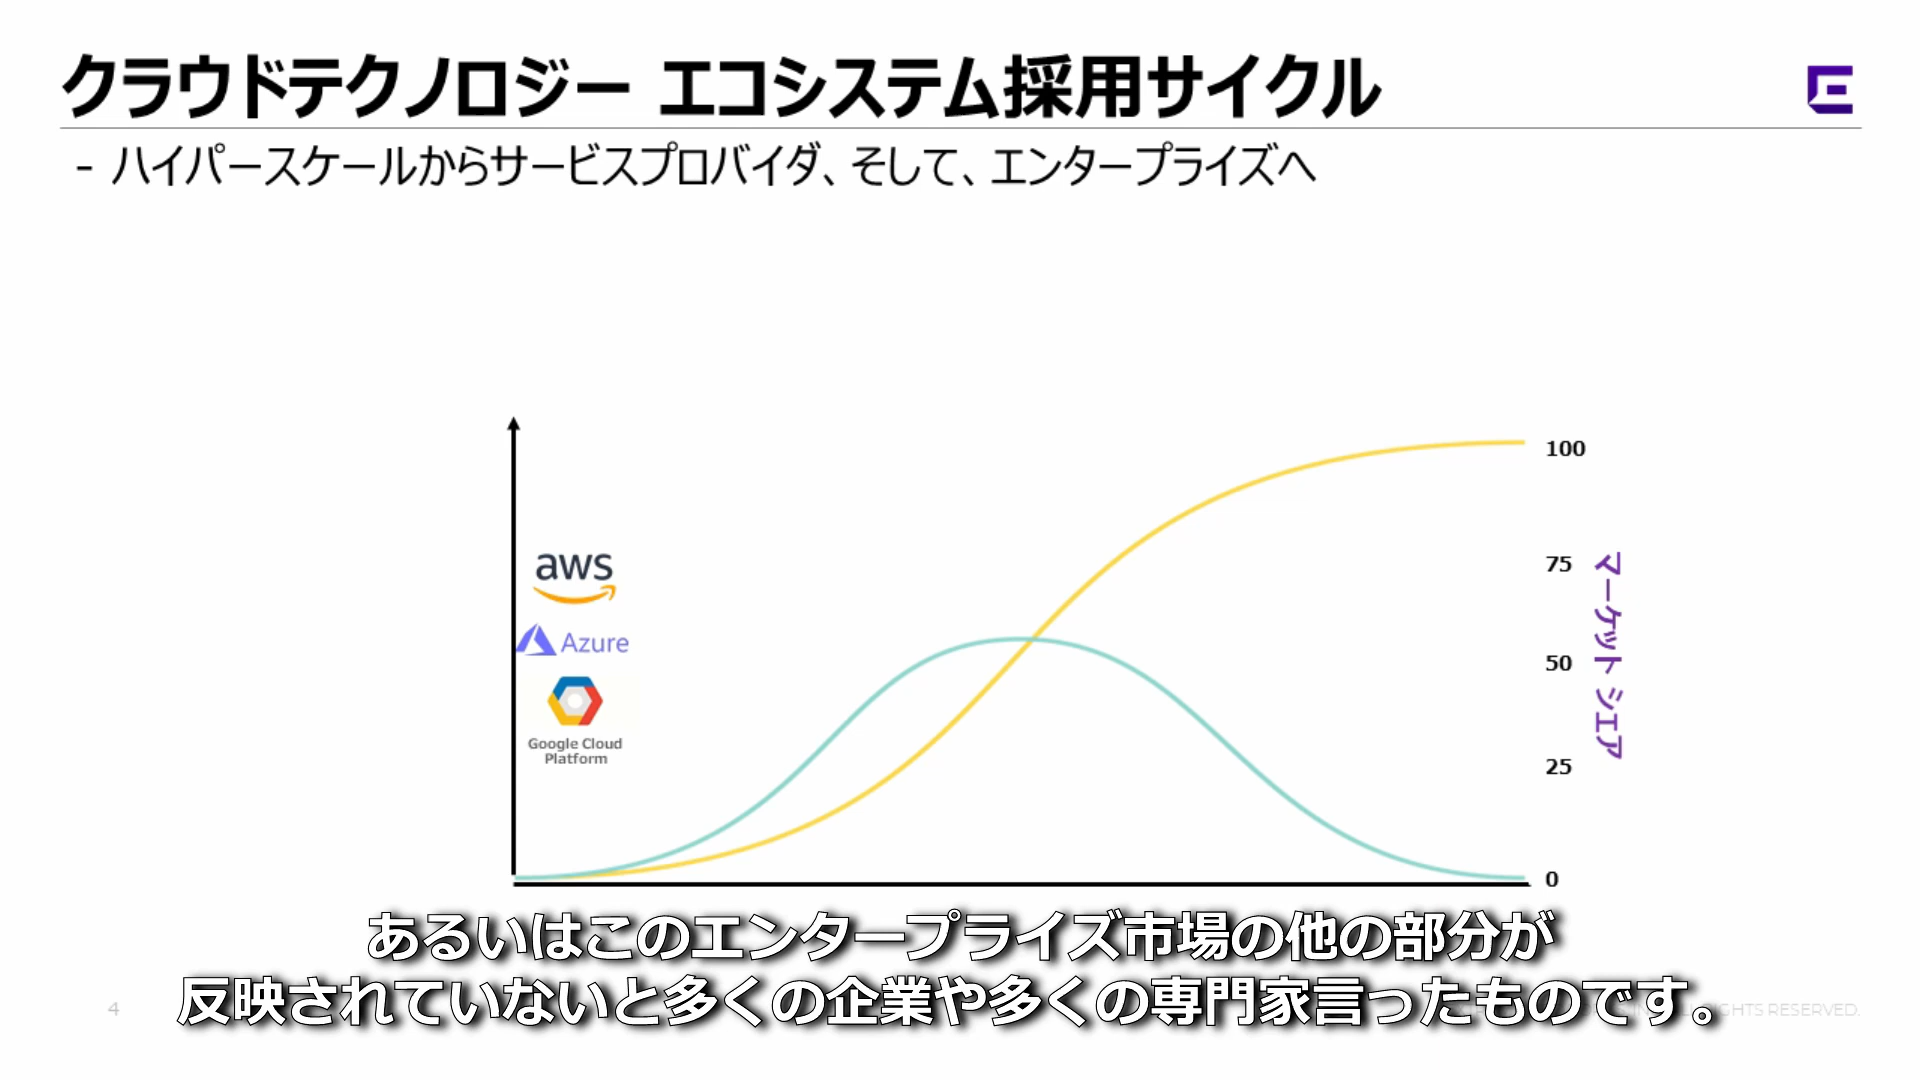 クラウドテクノロジー エコシステム採用サイクル
- ハイパースケールからサービスプロバイダ、そして、エンタープライズへ
aws
Azure
Google Cloud
Platform
100
75
50
25
0
マーケット シェア
あるいはこのエンタープライズ市場の他の部分が
反映されていないと多くの企業や多くの専門家言ったものです。
4
RIGHTS RESERVED.